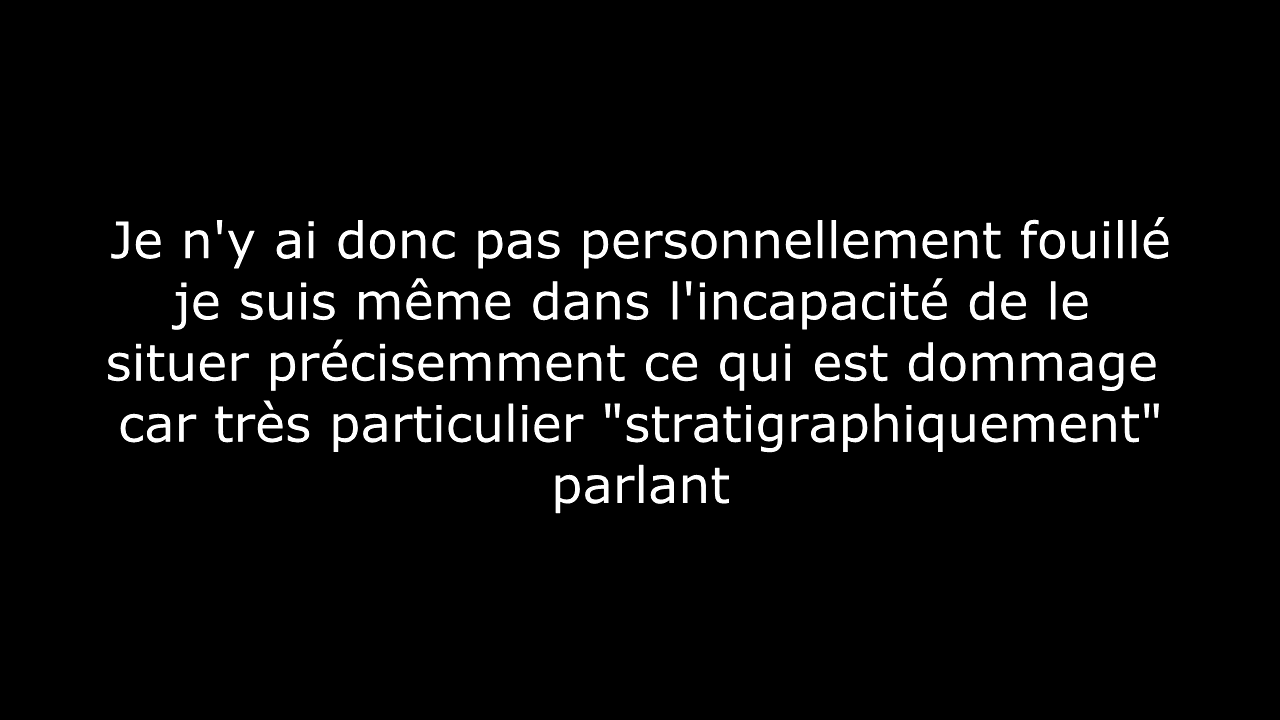 Je n'y ai donc pas personnellement fouillé
je suis même dans l'incapacité de le
situer précisemment ce qui est dommage
car très particulier "stratigraphiquement"
parlant